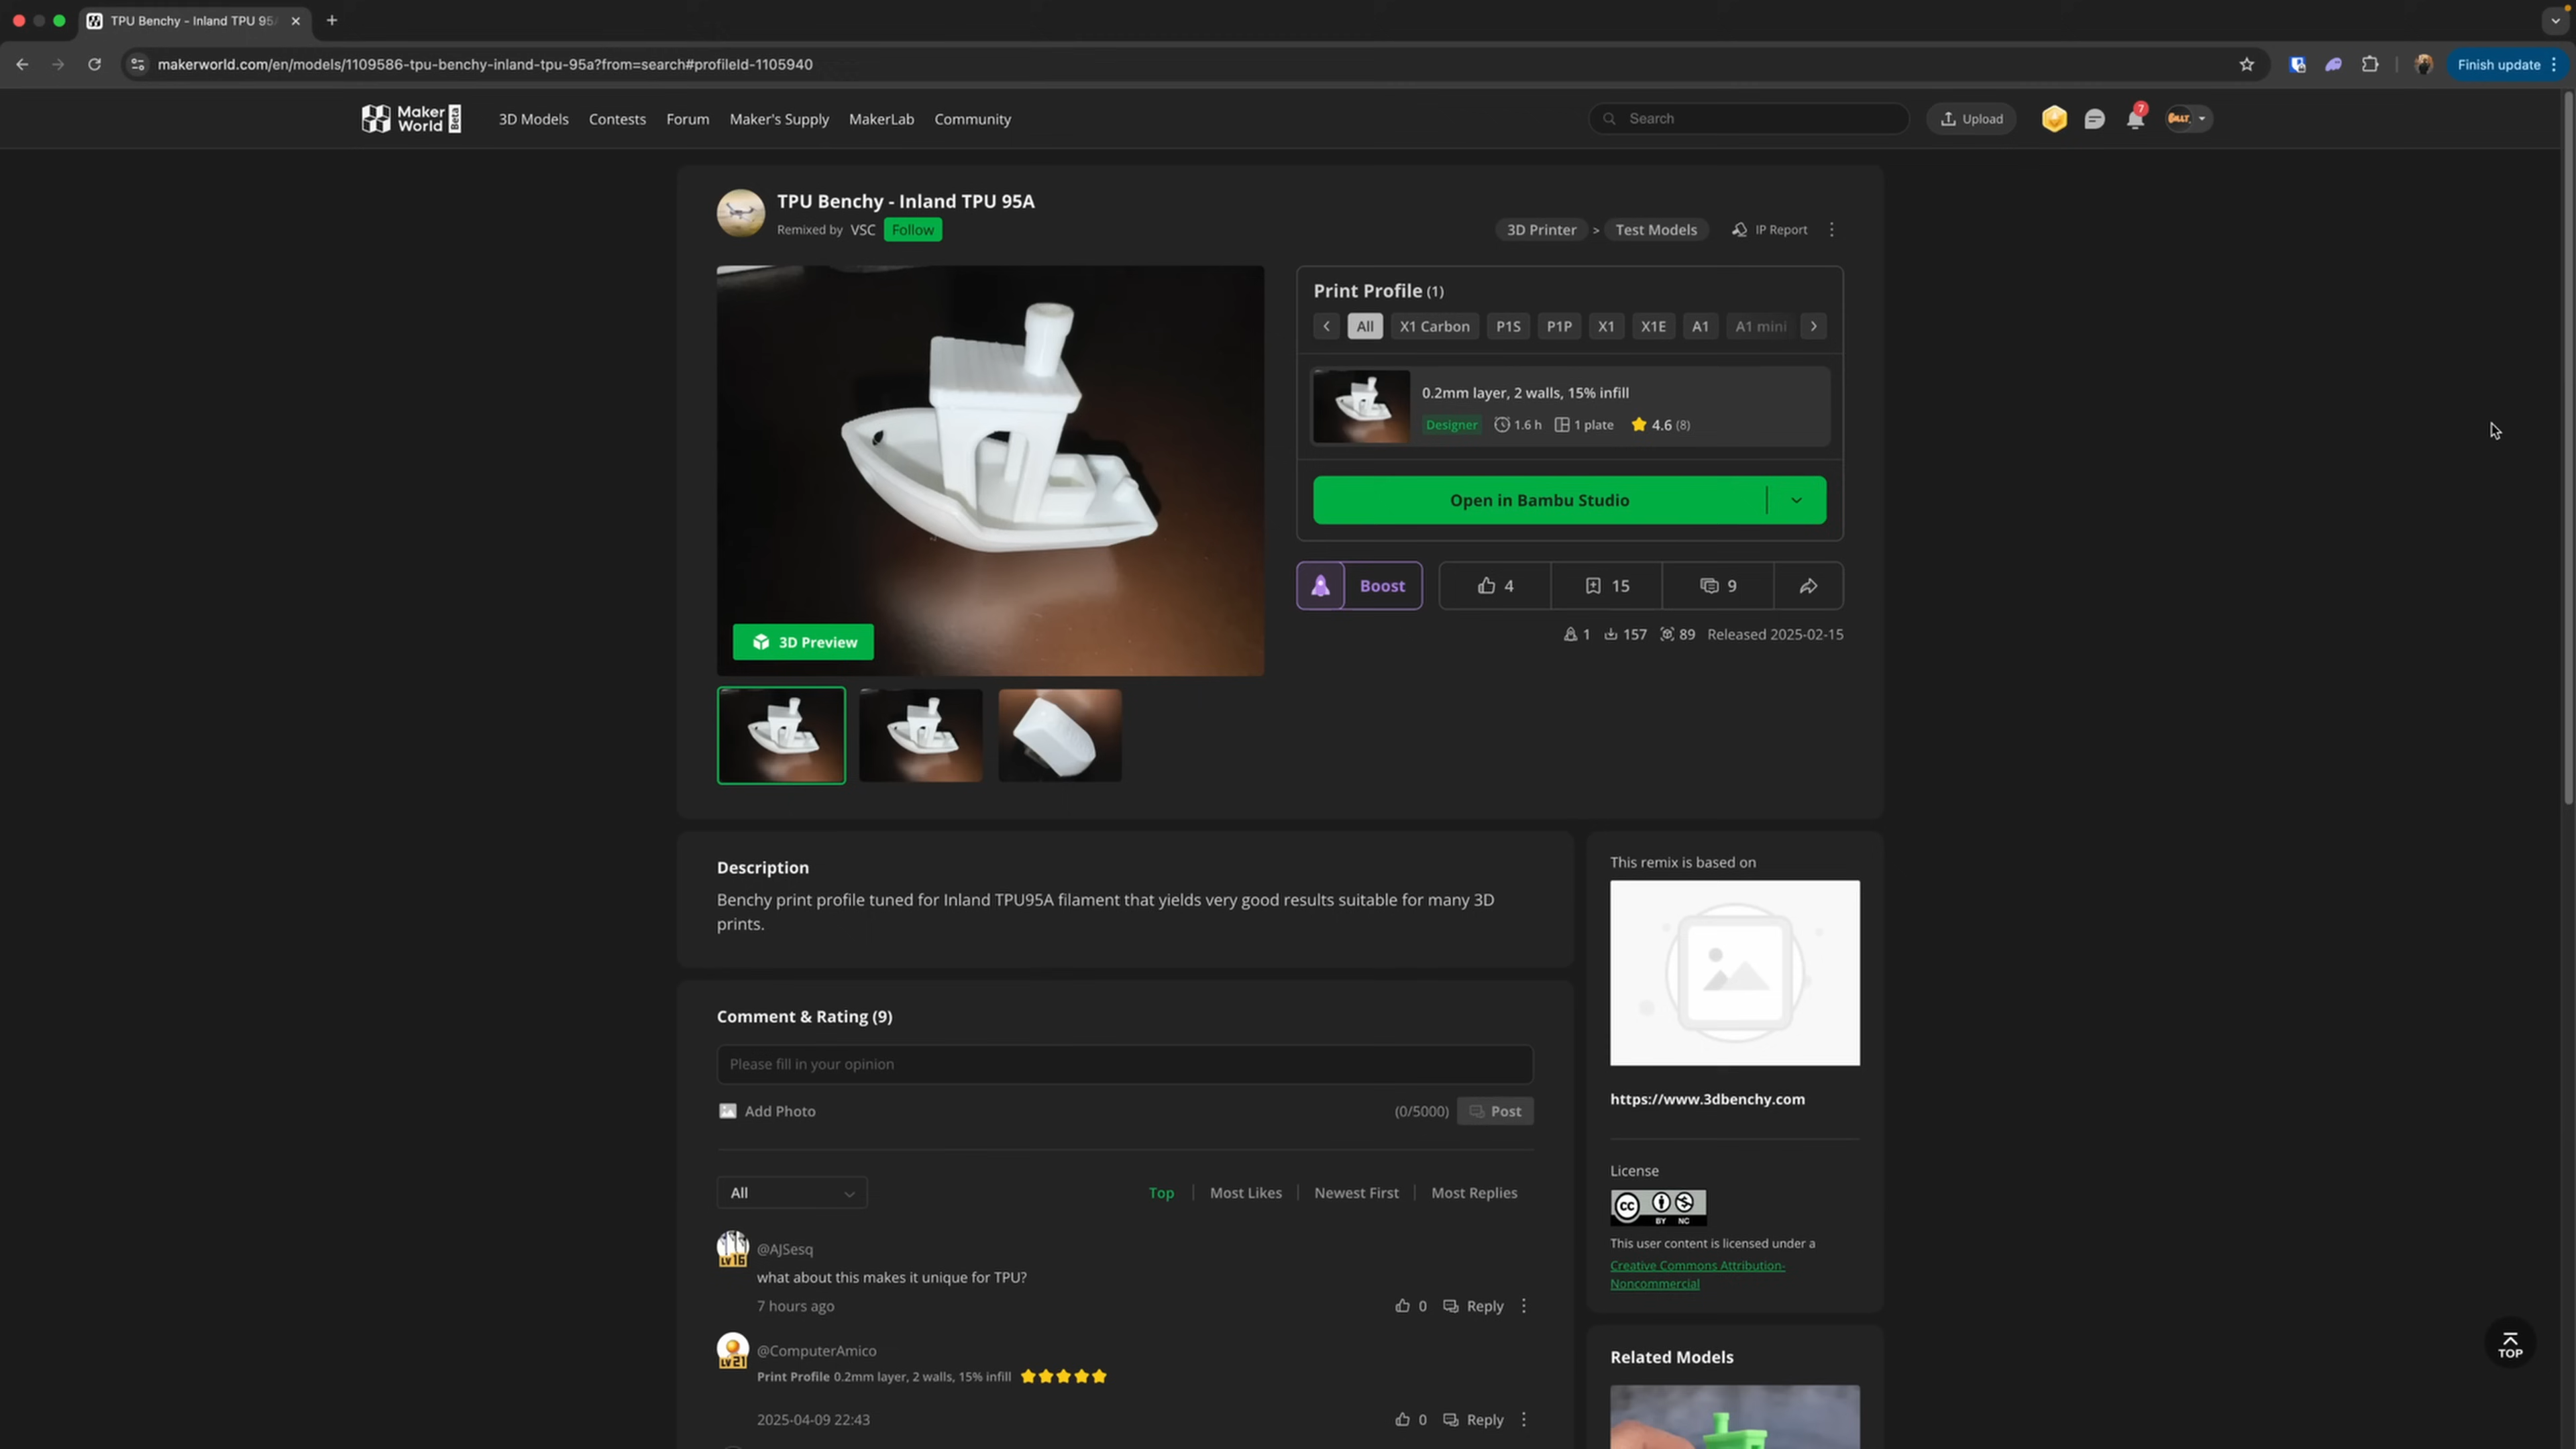 TPU Benchy - Inland TPU 95
makerworld.com/en/models/1109586-tpu-benchy-inland-tpu-95a?from=search#profileId-1105940
Finish update
Maker World Beta
3D Models
Contests
Forum
Maker's Supply
MakerLab
Community
Search
Upload
7
TPU Benchy - Inland TPU 95A
Remixed by VSC Follow
3D Printer > Test Models
IP Report
Print Profile (1)
All
X1 Carbon
P1S
P1P
X1
X1E
A1
A1 mini
0.2mm layer, 2 walls, 15% infill
Designer 1.6 h 1 plate 4.6 (8)
Open in Bambu Studio
Boost
4
15
9
1 157 89 Released 2025-02-15
3D Preview
Description
Benchy print profile tuned for Inland TPU95A filament that yields very good results suitable for many 3D
prints.
Comment & Rating (9)
Please fill in your opinion
Add Photo
(0/5000) Post
All
Top | Most Likes | Newest First | Most Replies
LV16
@AJSesq
what about this makes it unique for TPU?
7 hours ago
0 Reply
LV21
@ComputerAmico
Print Profile 0.2mm layer, 2 walls, 15% infill
2025-04-09 22:43
0 Reply
This remix is based on
https://www.3dbenchy.com
License
CC BY NC
This user content is licensed under a
Creative Commons Attribution-
Noncommercial
Related Models
TOP